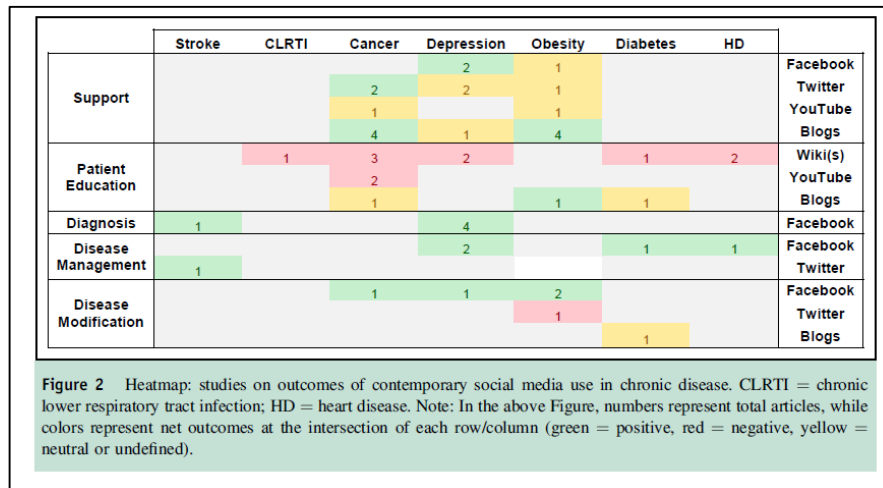 Stroke CLRTI Cancer Depression Obesity Diabetes HD
Support
2 1 Facebook
2 2 1 Twitter
1 1 YouTube
4 1 4 Blogs
Patient Education
1 3 2 1 2 Wiki(s)
2 YouTube
1 1 1 Blogs
Diagnosis 1 4 Facebook
Disease Management
2 1 1 Facebook
1 Twitter
Disease Modification
1 1 2 Facebook
1 Twitter
1 Blogs
Figure 2 Heatmap: studies on outcomes of contemporary social media use in chronic disease. CLRTI = chronic
lower respiratory tract infection; HD = heart disease. Note: In the above Figure, numbers represent total articles, while
colors represent net outcomes at the intersection of each row/column (green = positive, red = negative, yellow =
neutral or undefined).